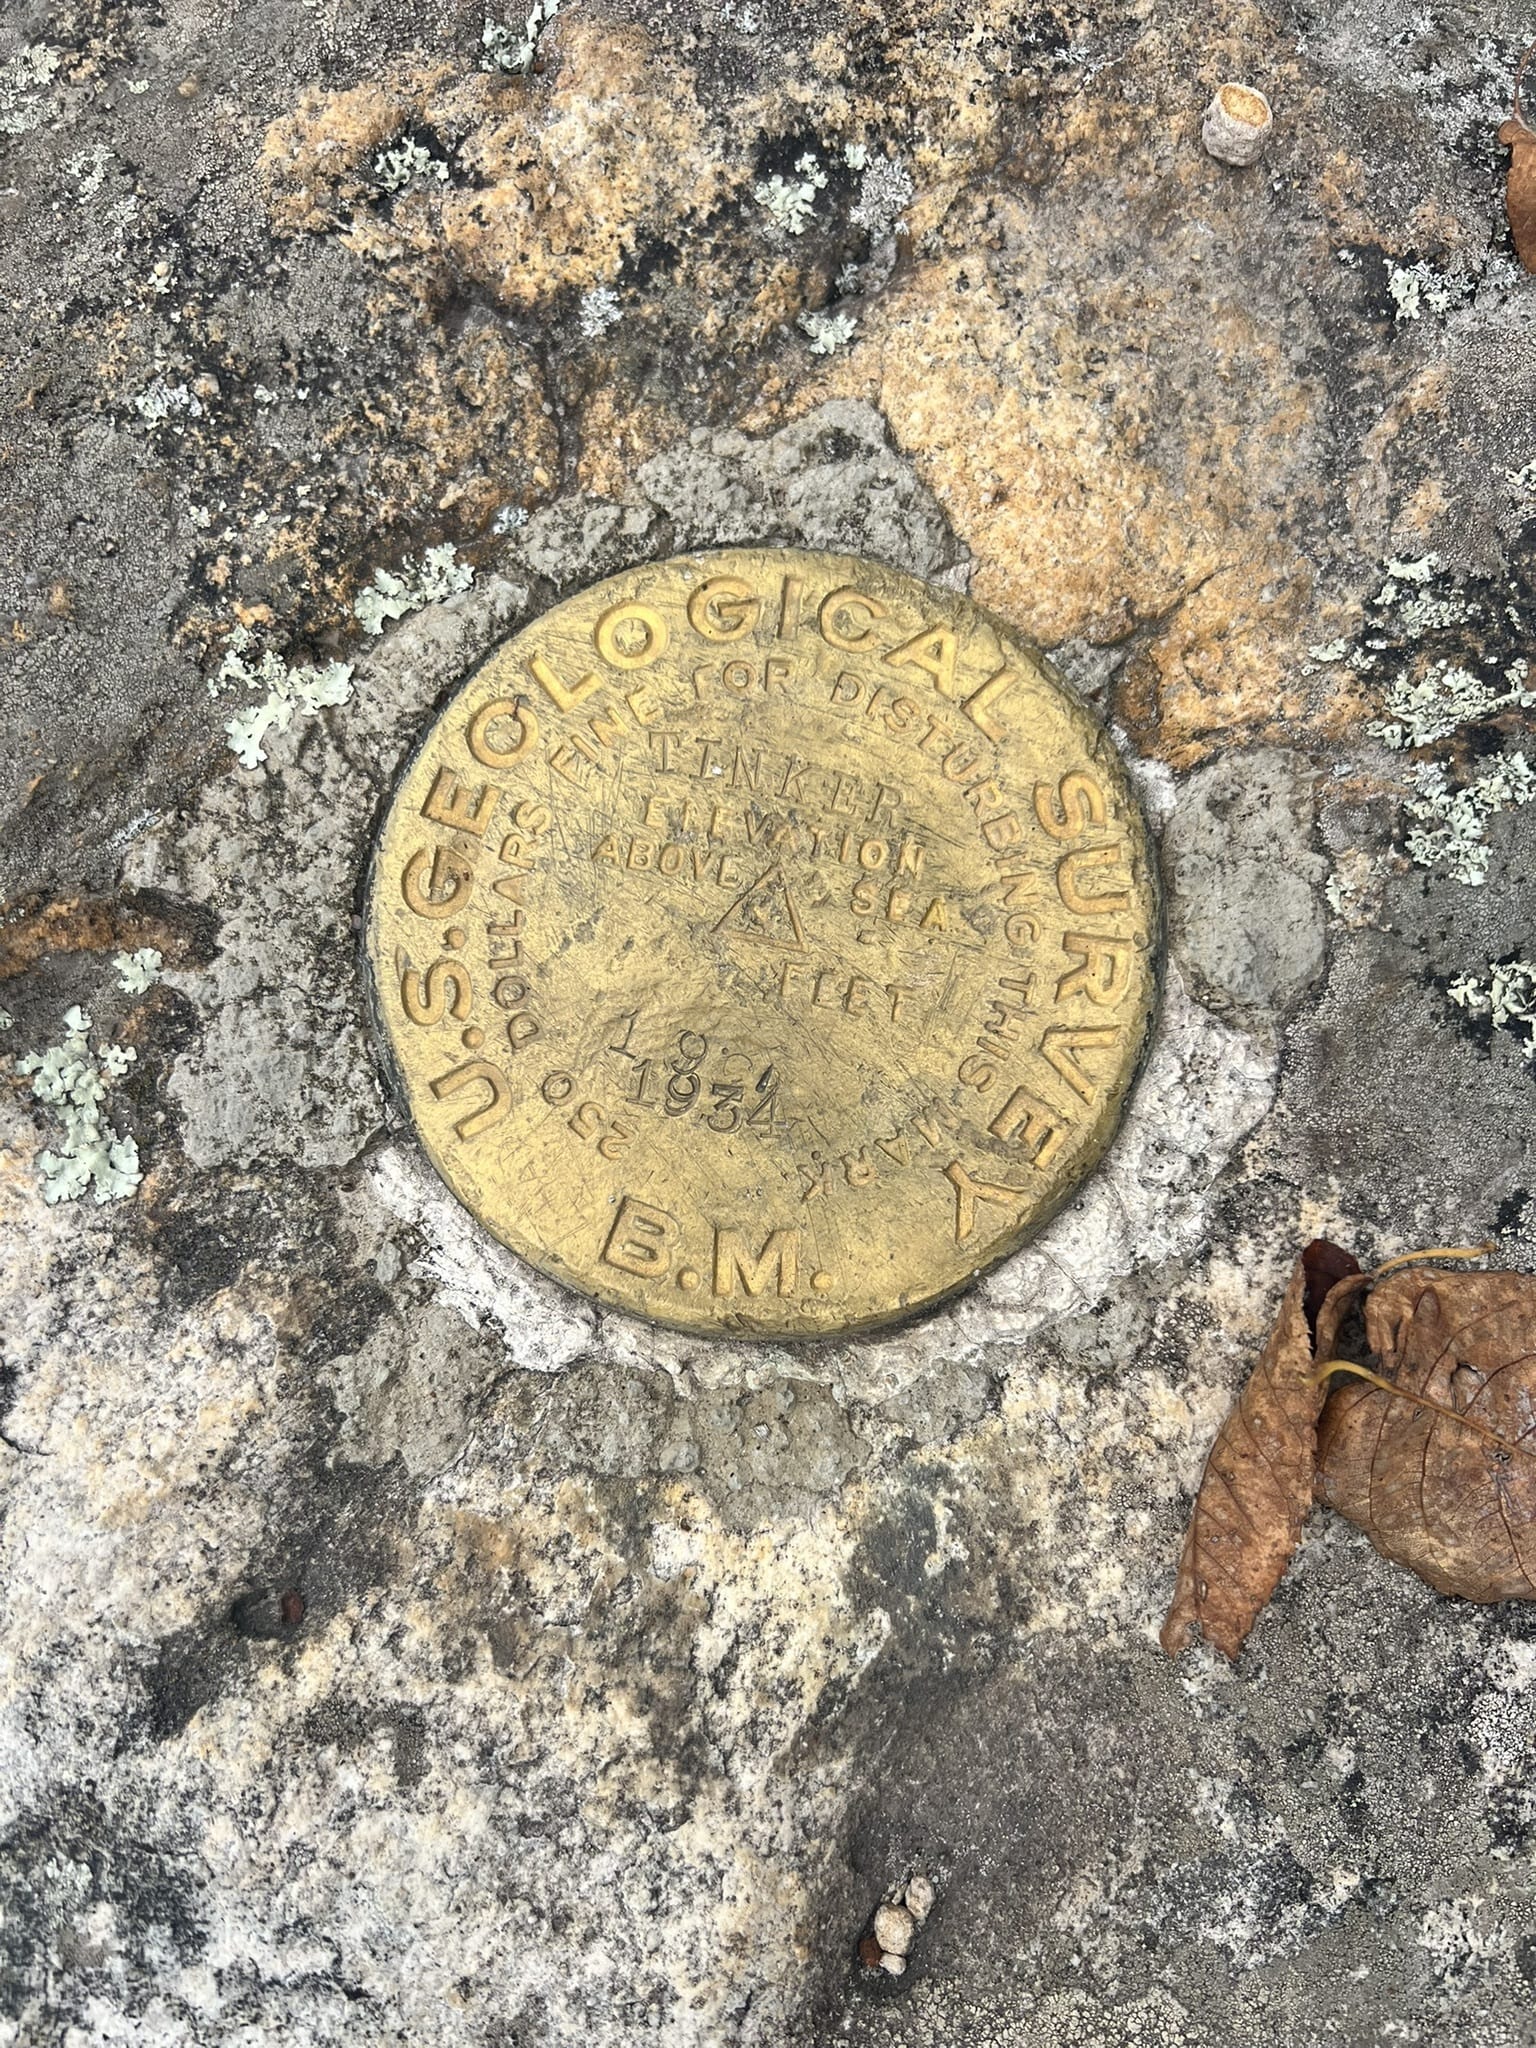 U.S. GEOLOGICAL SURVEY
250 DOLLARS FINE FOR DISTURBING THIS MARK
TINKER
ELEVATION
ABOVE SEA
FEET
1934
B.M.